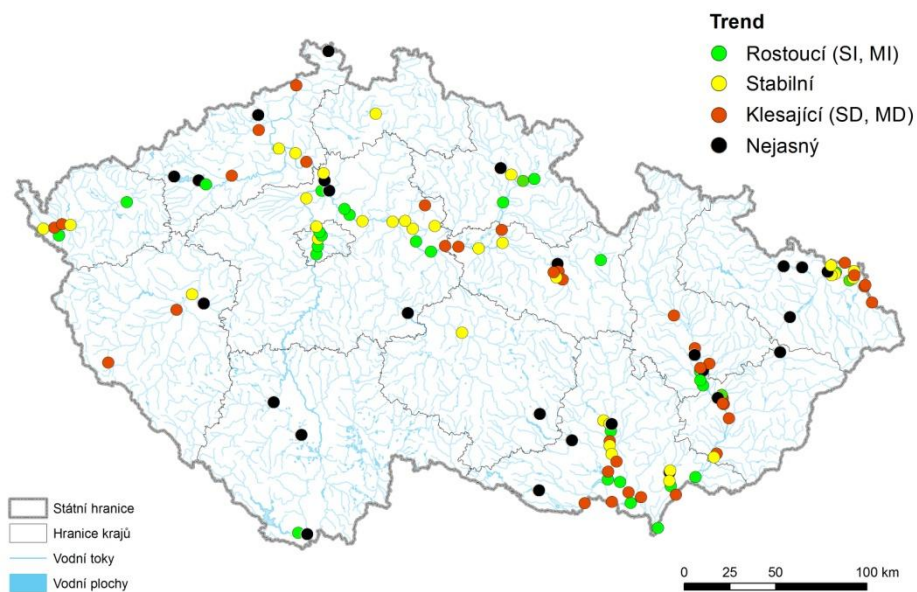 Trend
Rostoucí (SI, MI)
Stabilní
Klesající (SD, MD)
Nejasný
Státní hranice
Hranice krajů
Vodní toky
Vodní plochy
0 25 50 100 km